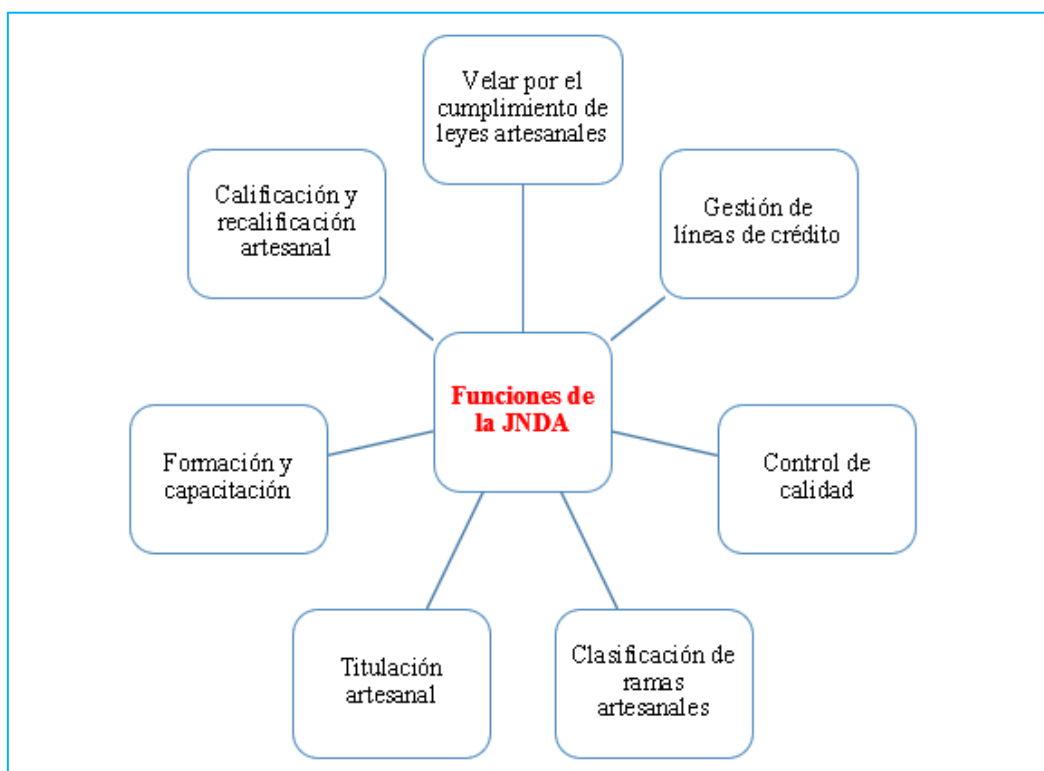 Velar por el
cumplimiento de
leyes artesanales
Gestión de
líneas de crédito
Control de
calidad
Clasificación de
ramas
artesanales
Titulación
artesanal
Formación y
capacitación
Calificación y
recalificación
artesanal
Funciones de
la JNDA